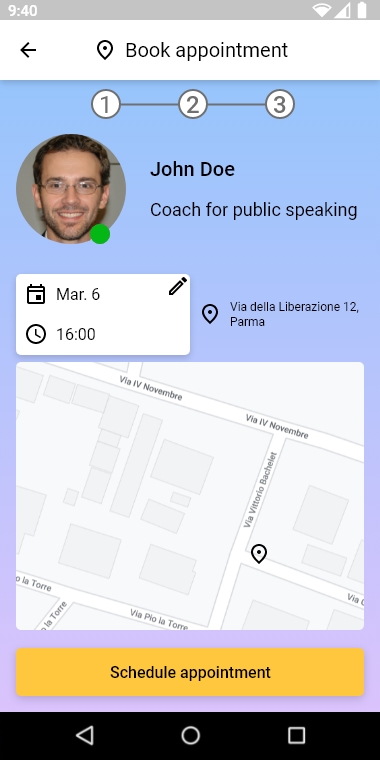 9:40
Book appointment
1 2 3
John Doe
Coach for public speaking
Mar. 6
16:00
Via della Liberazione 12,
Parma
Via IV Novembre
Via IV Novembre
Via Vittorio Bachelet
o la Torre
la Torre
Via Pio la Torre
Via
Schedule appointment